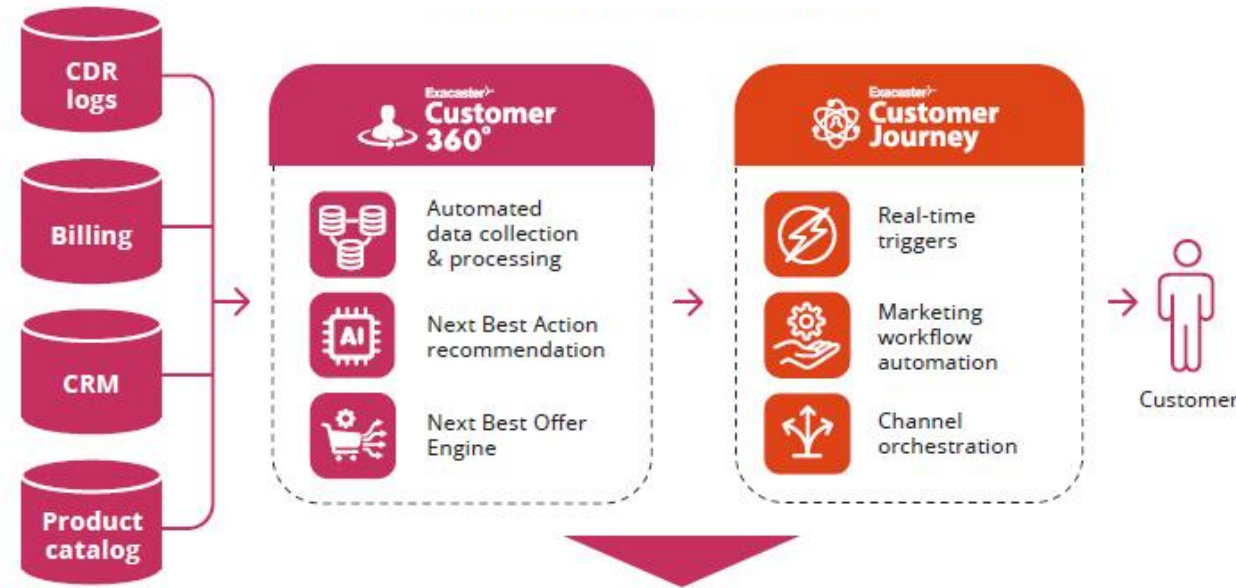 CDR
logs
Billing
CRM
Product
catalog
Exacaster
Customer
360°
Automated
data collection
& processing
AI
Next Best Action
recommendation
Next Best Offer
Engine
Exacaster
Customer
Journey
Real-time
triggers
Marketing
workflow
automation
Channel
orchestration
Customer